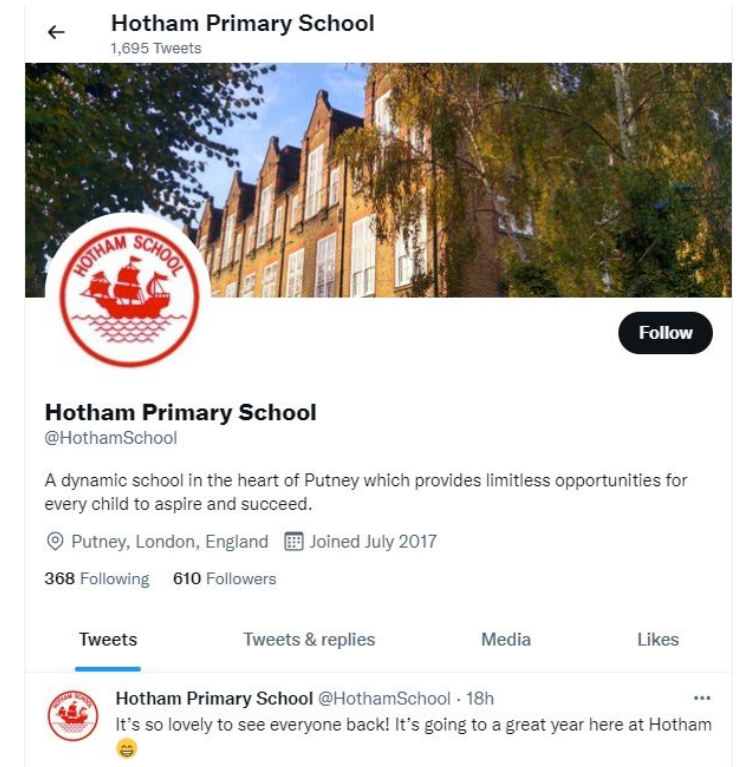 Hotham Primary School
1,695 Tweets
HOTHAM SCHOOL
Follow
Hotham Primary School
@HothamSchool
A dynamic school in the heart of Putney which provides limitless opportunities for
every child to aspire and succeed.
Putney, London, England Joined July 2017
368 Following 610 Followers
Tweets Tweets & replies Media Likes
HOTHAM SCHOOL
Hotham Primary School @HothamSchool · 18h
It's so lovely to see everyone back! It's going to a great year here at Hotham
😄